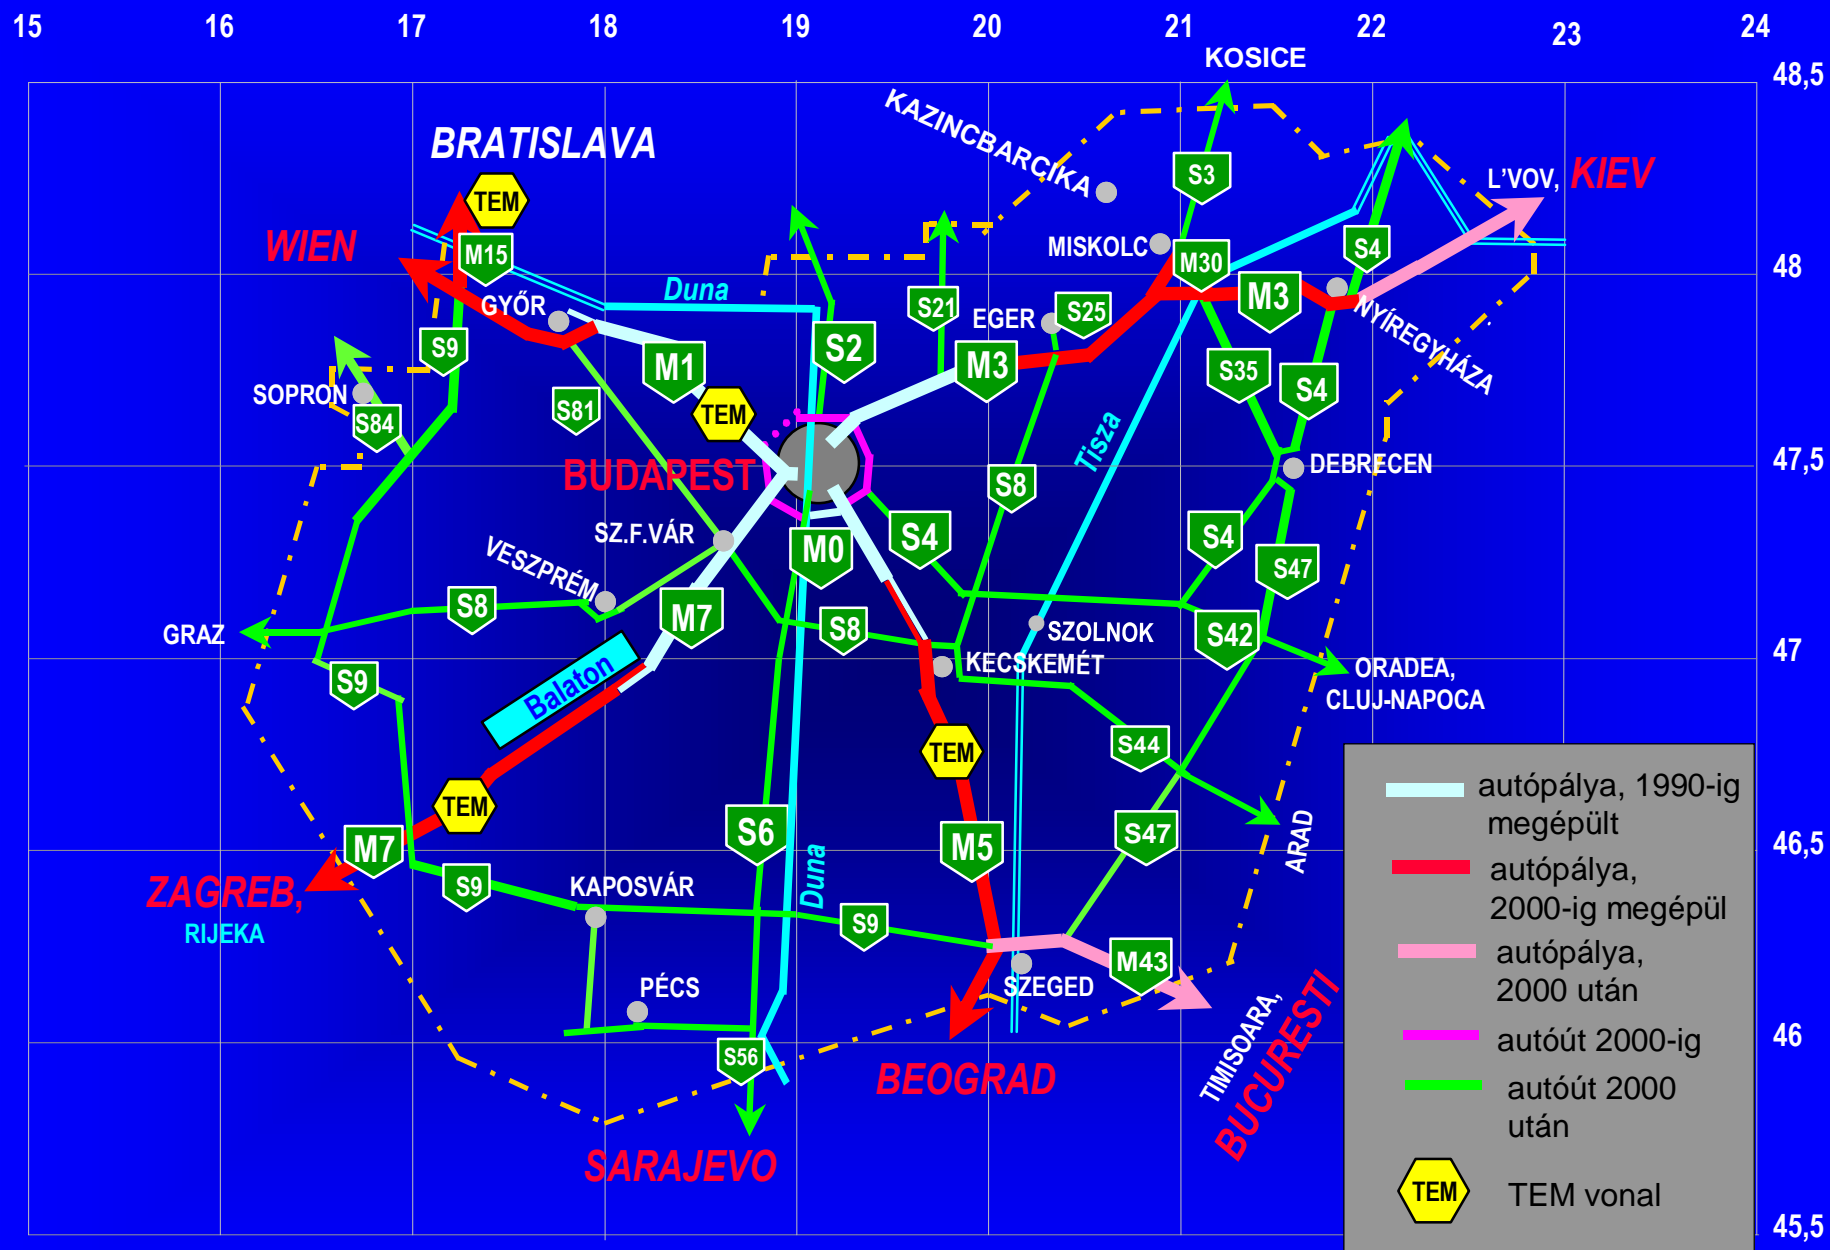 15 16 17 18 19 20 21 22 23 24
KOSICE
48,5
KAZINCBARCIKA
BRATISLAVA
TEM
S3
L'VOV, KIEV
WIEN
M15
MISKOLC
M30
S4
48
Duna
GYŐR
S21
EGER
S25
M3
NYÍREGYHÁZA
S9
S2
M1
M3
S35
S4
SOPRON
S84
S81
TEM
Tisza
BUDAPEST
DEBRECEN
47,5
S8
SZ.F.VÁR
M0
S4
S4
S47
VESZPRÉM
S8
M7
S8
SZOLNOK
S42
GRAZ
KECSKEMÉT
47
S9
Balaton
ORADEA,
CLUJ-NAPOCA
TEM
S44
TEM
M7
S6
M5
S47
ARAD
46,5
ZAGREB,
RIJEKA
S9
KAPOSVÁR
Duna
S9
M43
SZEGED
PÉCS
S56
46
BEOGRAD
TIMISOARA,
BUCURESTI
SARAJEVO
autópálya, 1990-ig
megépült
autópálya,
2000-ig megépül
autópálya,
2000 után
autóút 2000-ig
autóút 2000
után
TEM
TEM vonal
45,5